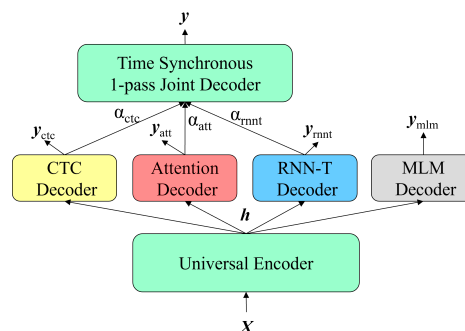 y
Time Synchronous
1-pass Joint Decoder
α_ctc
α_att
α_rnnt
y_ctc
y_att
y_rnnt
y_mlm
CTC
Decoder
Attention
Decoder
RNN-T
Decoder
MLM
Decoder
h
Universal Encoder
X